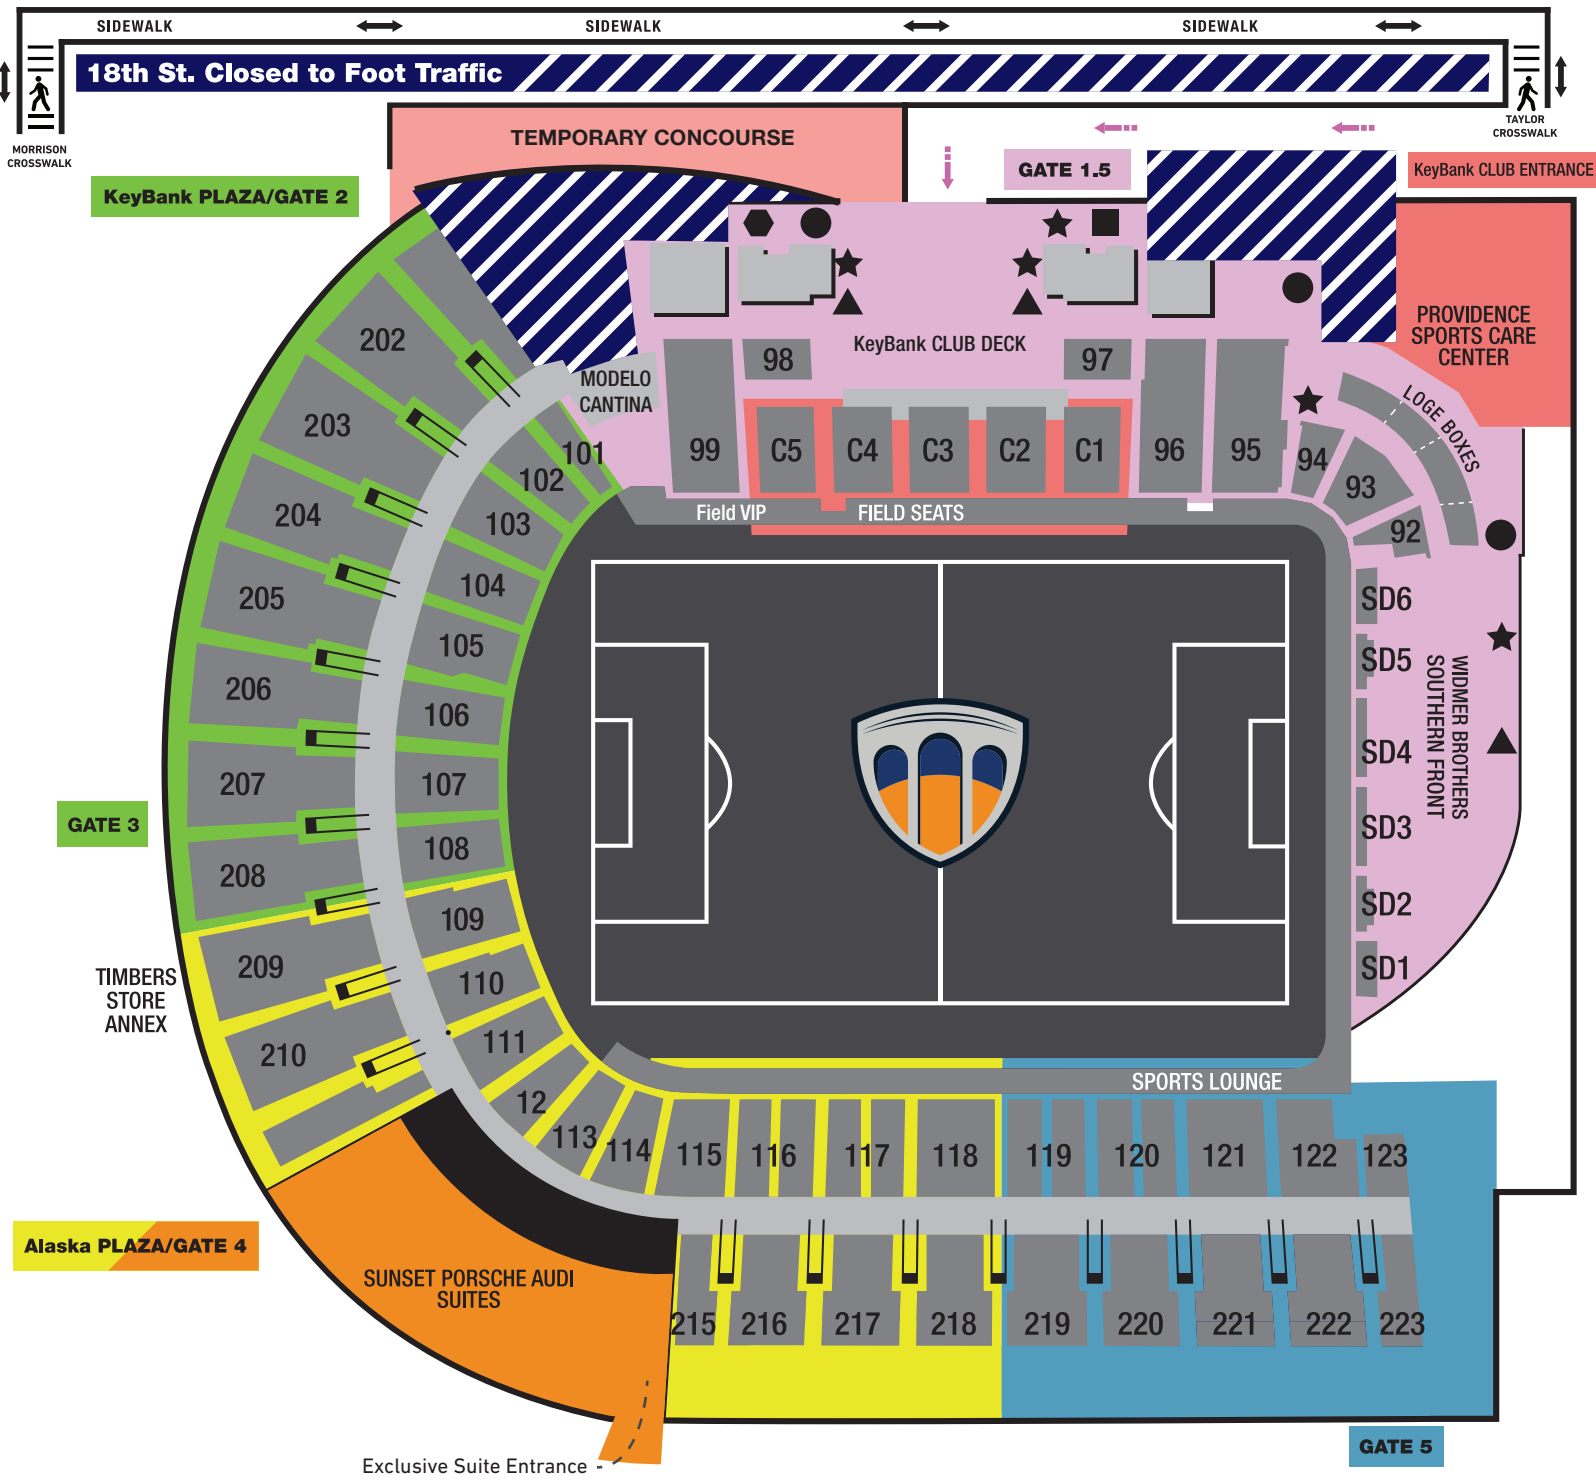 SIDEWALK
SIDEWALK
SIDEWALK
18th St. Closed to Foot Traffic
MORRISON
CROSSWALK
TAYLOR
CROSSWALK
TEMPORARY CONCOURSE
GATE 1.5
KeyBank CLUB ENTRANCE
KeyBank PLAZA/GATE 2
PROVIDENCE
SPORTS CARE
CENTER
KeyBank CLUB DECK
MODELO
CANTINA
LOGE BOXES
98
97
99
C5
C4
C3
C2
C1
96
95
94
93
92
Field VIP
FIELD SEATS
202
203
204
205
206
207
208
209
210
101
102
103
104
105
106
107
108
109
110
111
12
113
114
115
116
117
118
119
120
121
122
123
SD6
SD5
SD4
SD3
SD2
SD1
WIDMER BROTHERS
SOUTHERN FRONT
GATE 3
TIMBERS
STORE
ANNEX
SPORTS LOUNGE
Alaska PLAZA/GATE 4
SUNSET PORSCHE AUDI
SUITES
215
216
217
218
219
220
221
222
223
Exclusive Suite Entrance
GATE 5